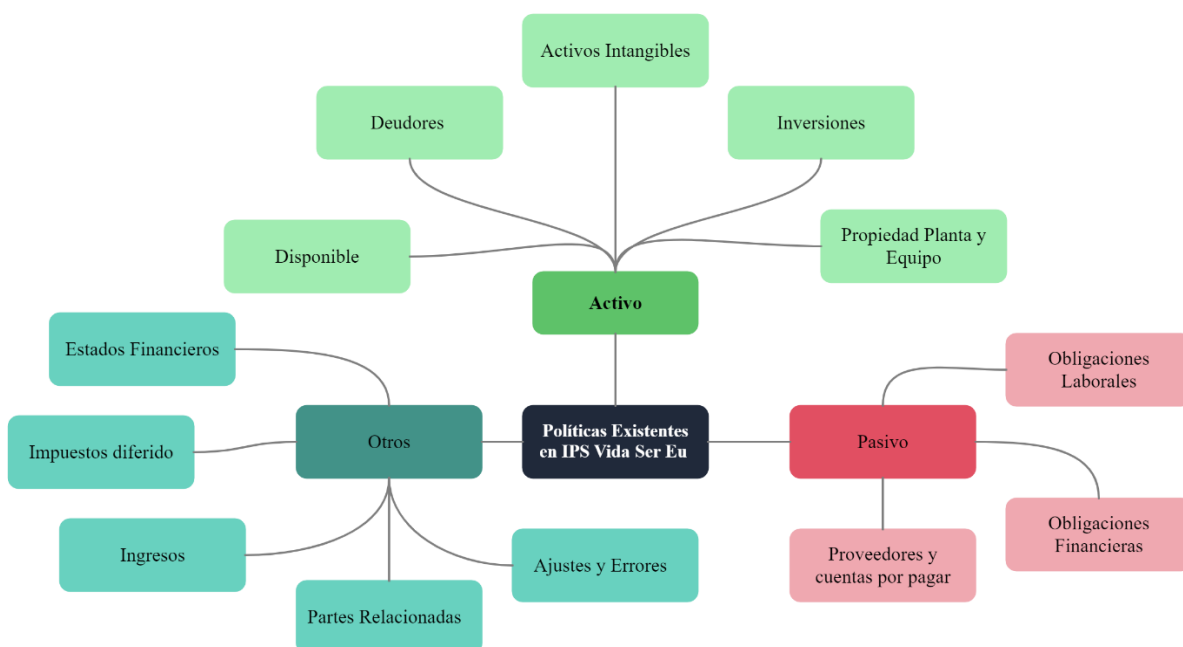 Activos Intangibles
Deudores
Inversiones
Disponible
Propiedad Planta y
Equipo
Activo
Estados Financieros
Obligaciones
Laborales
Impuestos diferido
Otros
Políticas Existentes
en IPS Vida Ser Eu
Pasivo
Ingresos
Ajustes y Errores
Proveedores y
cuentas por pagar
Obligaciones
Financieras
Partes Relacionadas